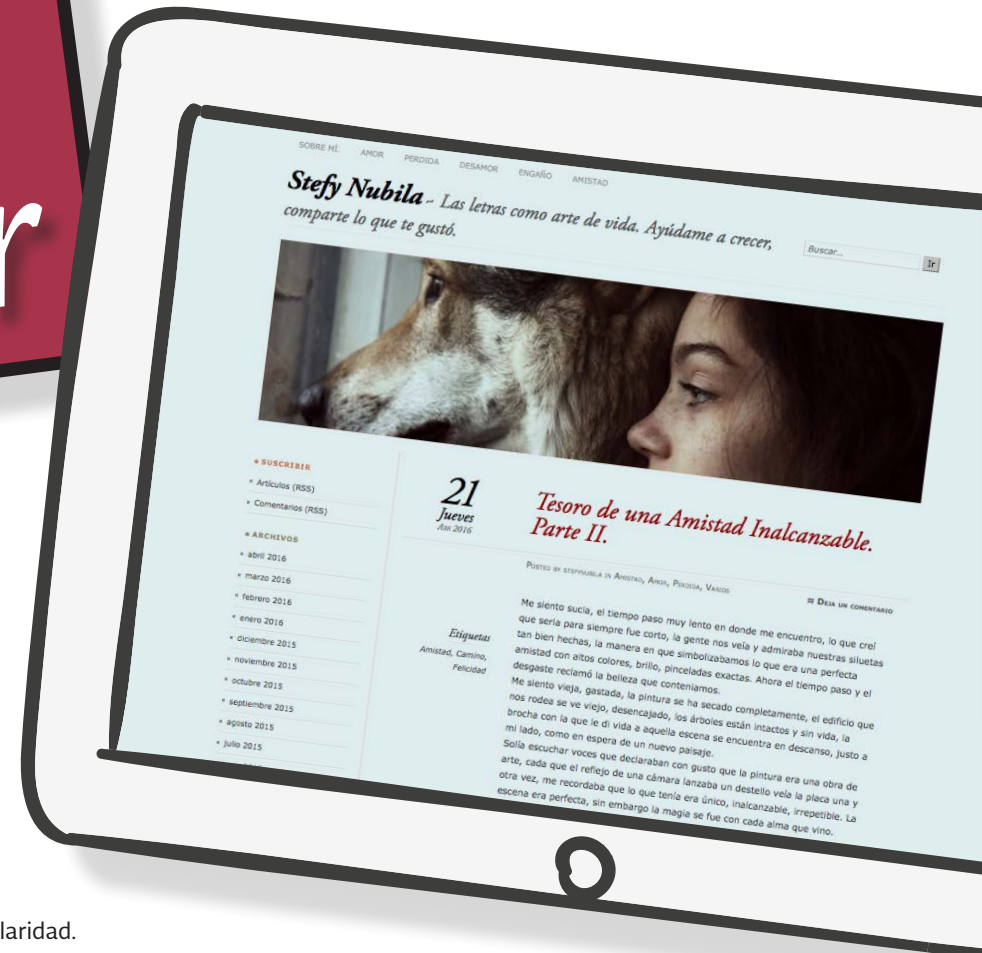 r
SOBRE MÍ. AMOR PERDIDA DESAMOR ENGAÑO AMISTAD
Stefy Nubila ~ Las letras como arte de vida. Ayúdame a crecer,
comparte lo que te gustó.
Buscar... Ir
SUSCRIBIR
Artículos (RSS)
Comentarios (RSS)
ARCHIVOS
abril 2016
marzo 2016
febrero 2016
enero 2016
diciembre 2015
noviembre 2015
octubre 2015
septiembre 2015
agosto 2015
julio 2015
21
Jueves
Abr 2016
Tesoro de una Amistad Inalcanzable.
Parte II.
Posted by stefynubila in Amistad, Amor, Perdida, Varios
≈ Deja un comentario
Etiquetas
Amistad, Camino,
Felicidad
Me siento sucia, el tiempo paso muy lento en donde me encuentro, lo que creí
que sería para siempre fue corto, la gente nos veía y admiraba nuestras siluetas
tan bien hechas, la manera en que simbolizabamos lo que era una perfecta
amistad con altos colores, brillo, pinceladas exactas. Ahora el tiempo paso y el
desgaste reclamó la belleza que conteniamos.
Me siento vieja, gastada, la pintura se ha secado completamente, el edificio que
nos rodea se ve viejo, desencajado, los árboles están intactos y sin vida, la
brocha con la que le di vida a aquella escena se encuentra en descanso, justo a
mi lado, como en espera de un nuevo paisaje.
Solía escuchar voces que declaraban con gusto que la pintura era una obra de
arte, cada que el reflejo de una cámara lanzaba un destello veía la placa una y
otra vez, me recordaba que lo que tenía era único, inalcanzable, irrepetible. La
escena era perfecta, sin embargo la magia se fue con cada alma que vino.
laridad.